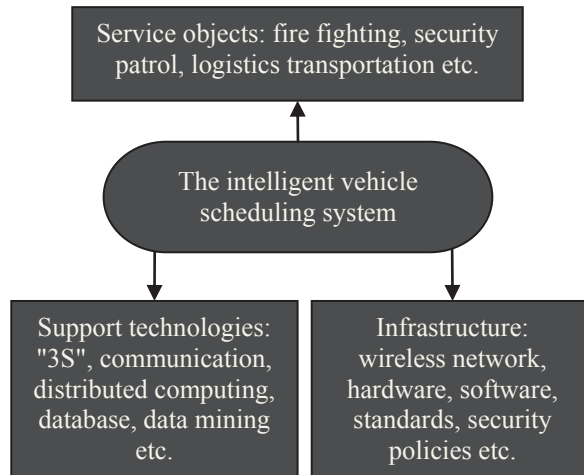 Service objects: fire fighting, security
patrol, logistics transportation etc.
The intelligent vehicle
scheduling system
Support technologies:
"3S", communication,
distributed computing,
database, data mining
etc.
Infrastructure:
wireless network,
hardware, software,
standards, security
policies etc.